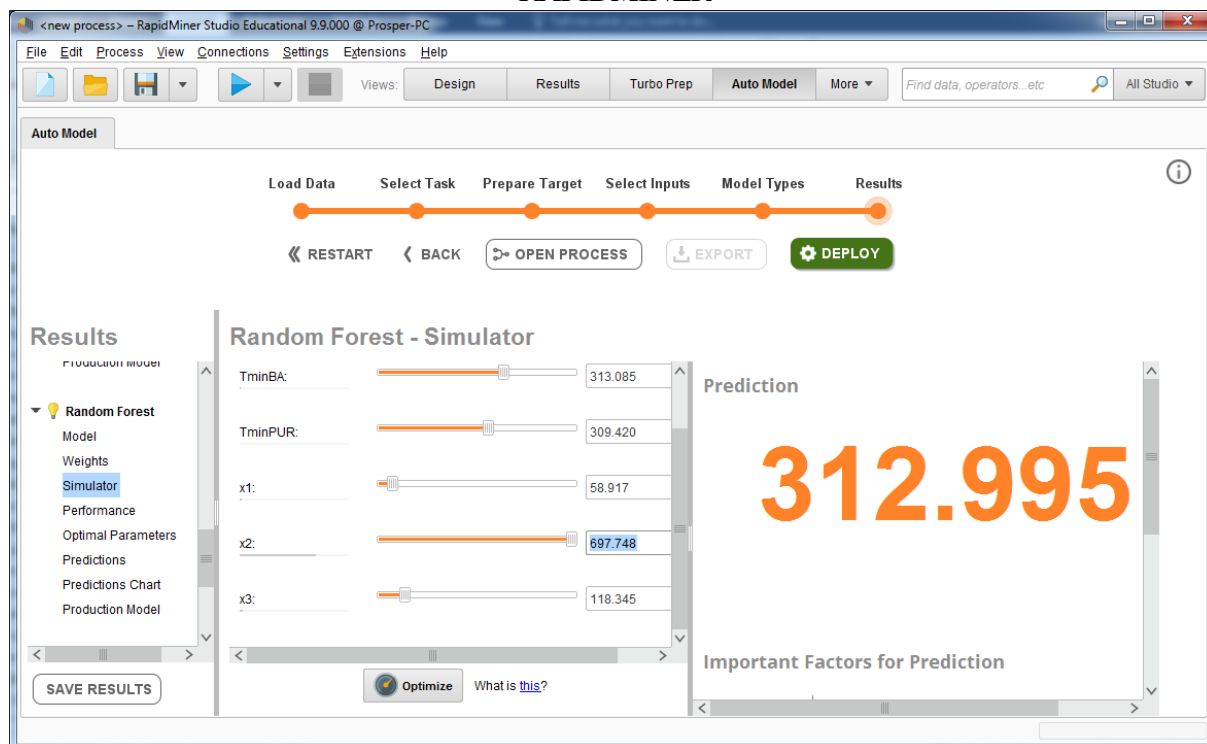 RAPIDMINER
<new process> – RapidMiner Studio Educational 9.9.000 @ Prosper-PC
File Edit Process View Connections Settings Extensions Help
Views: Design Results Turbo Prep Auto Model More Find data, operators...etc All Studio
Auto Model
Load Data Select Task Prepare Target Select Inputs Model Types Results
RESTART BACK OPEN PROCESS EXPORT DEPLOY
Results
Production Model
Random Forest
Model
Weights
Simulator
Performance
Optimal Parameters
Predictions
Predictions Chart
Production Model
SAVE RESULTS
Random Forest - Simulator
TminBA: 313.085
TminPUR: 309.420
x1: 58.917
x2: 697.748
x3: 118.345
Optimize What is this?
Prediction
312.995
Important Factors for Prediction